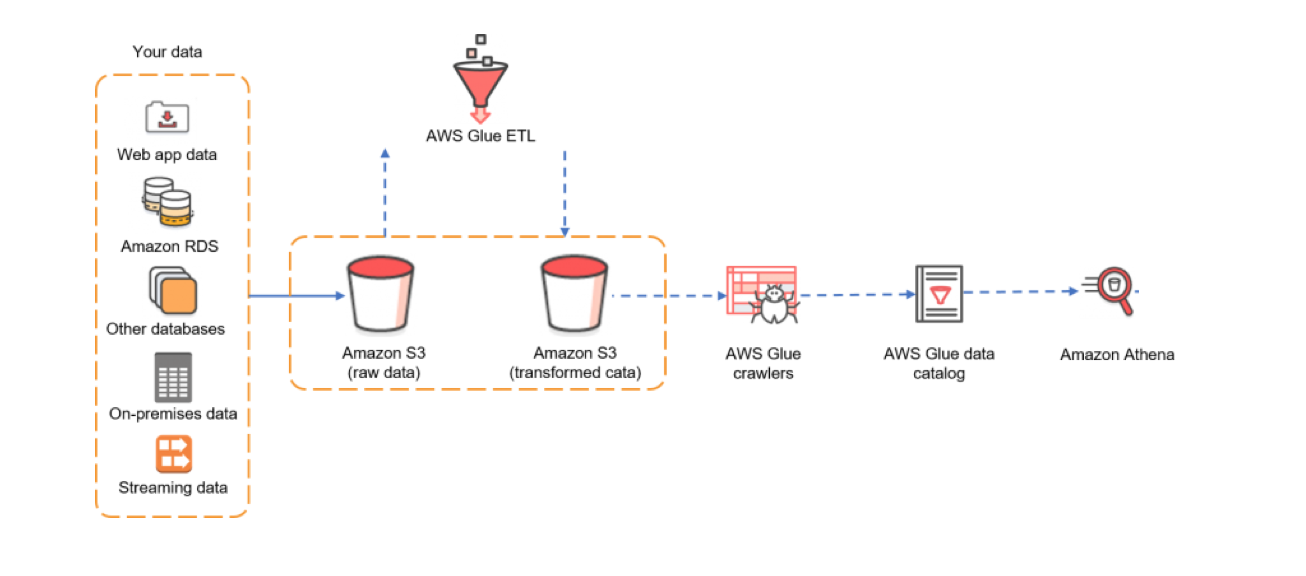 Your data
Web app data
Amazon RDS
Other databases
On-premises data
Streaming data
AWS Glue ETL
Amazon S3
(raw data)
Amazon S3
(transformed cata)
AWS Glue
crawlers
AWS Glue data
catalog
Amazon Athena